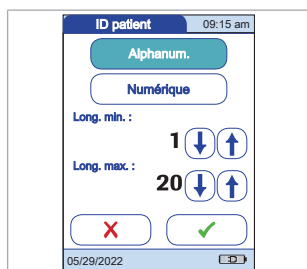 ID patient 09:15 am
Alphanum.
Numérique
Long. min. :
1
Long. max. :
20
05/29/2022